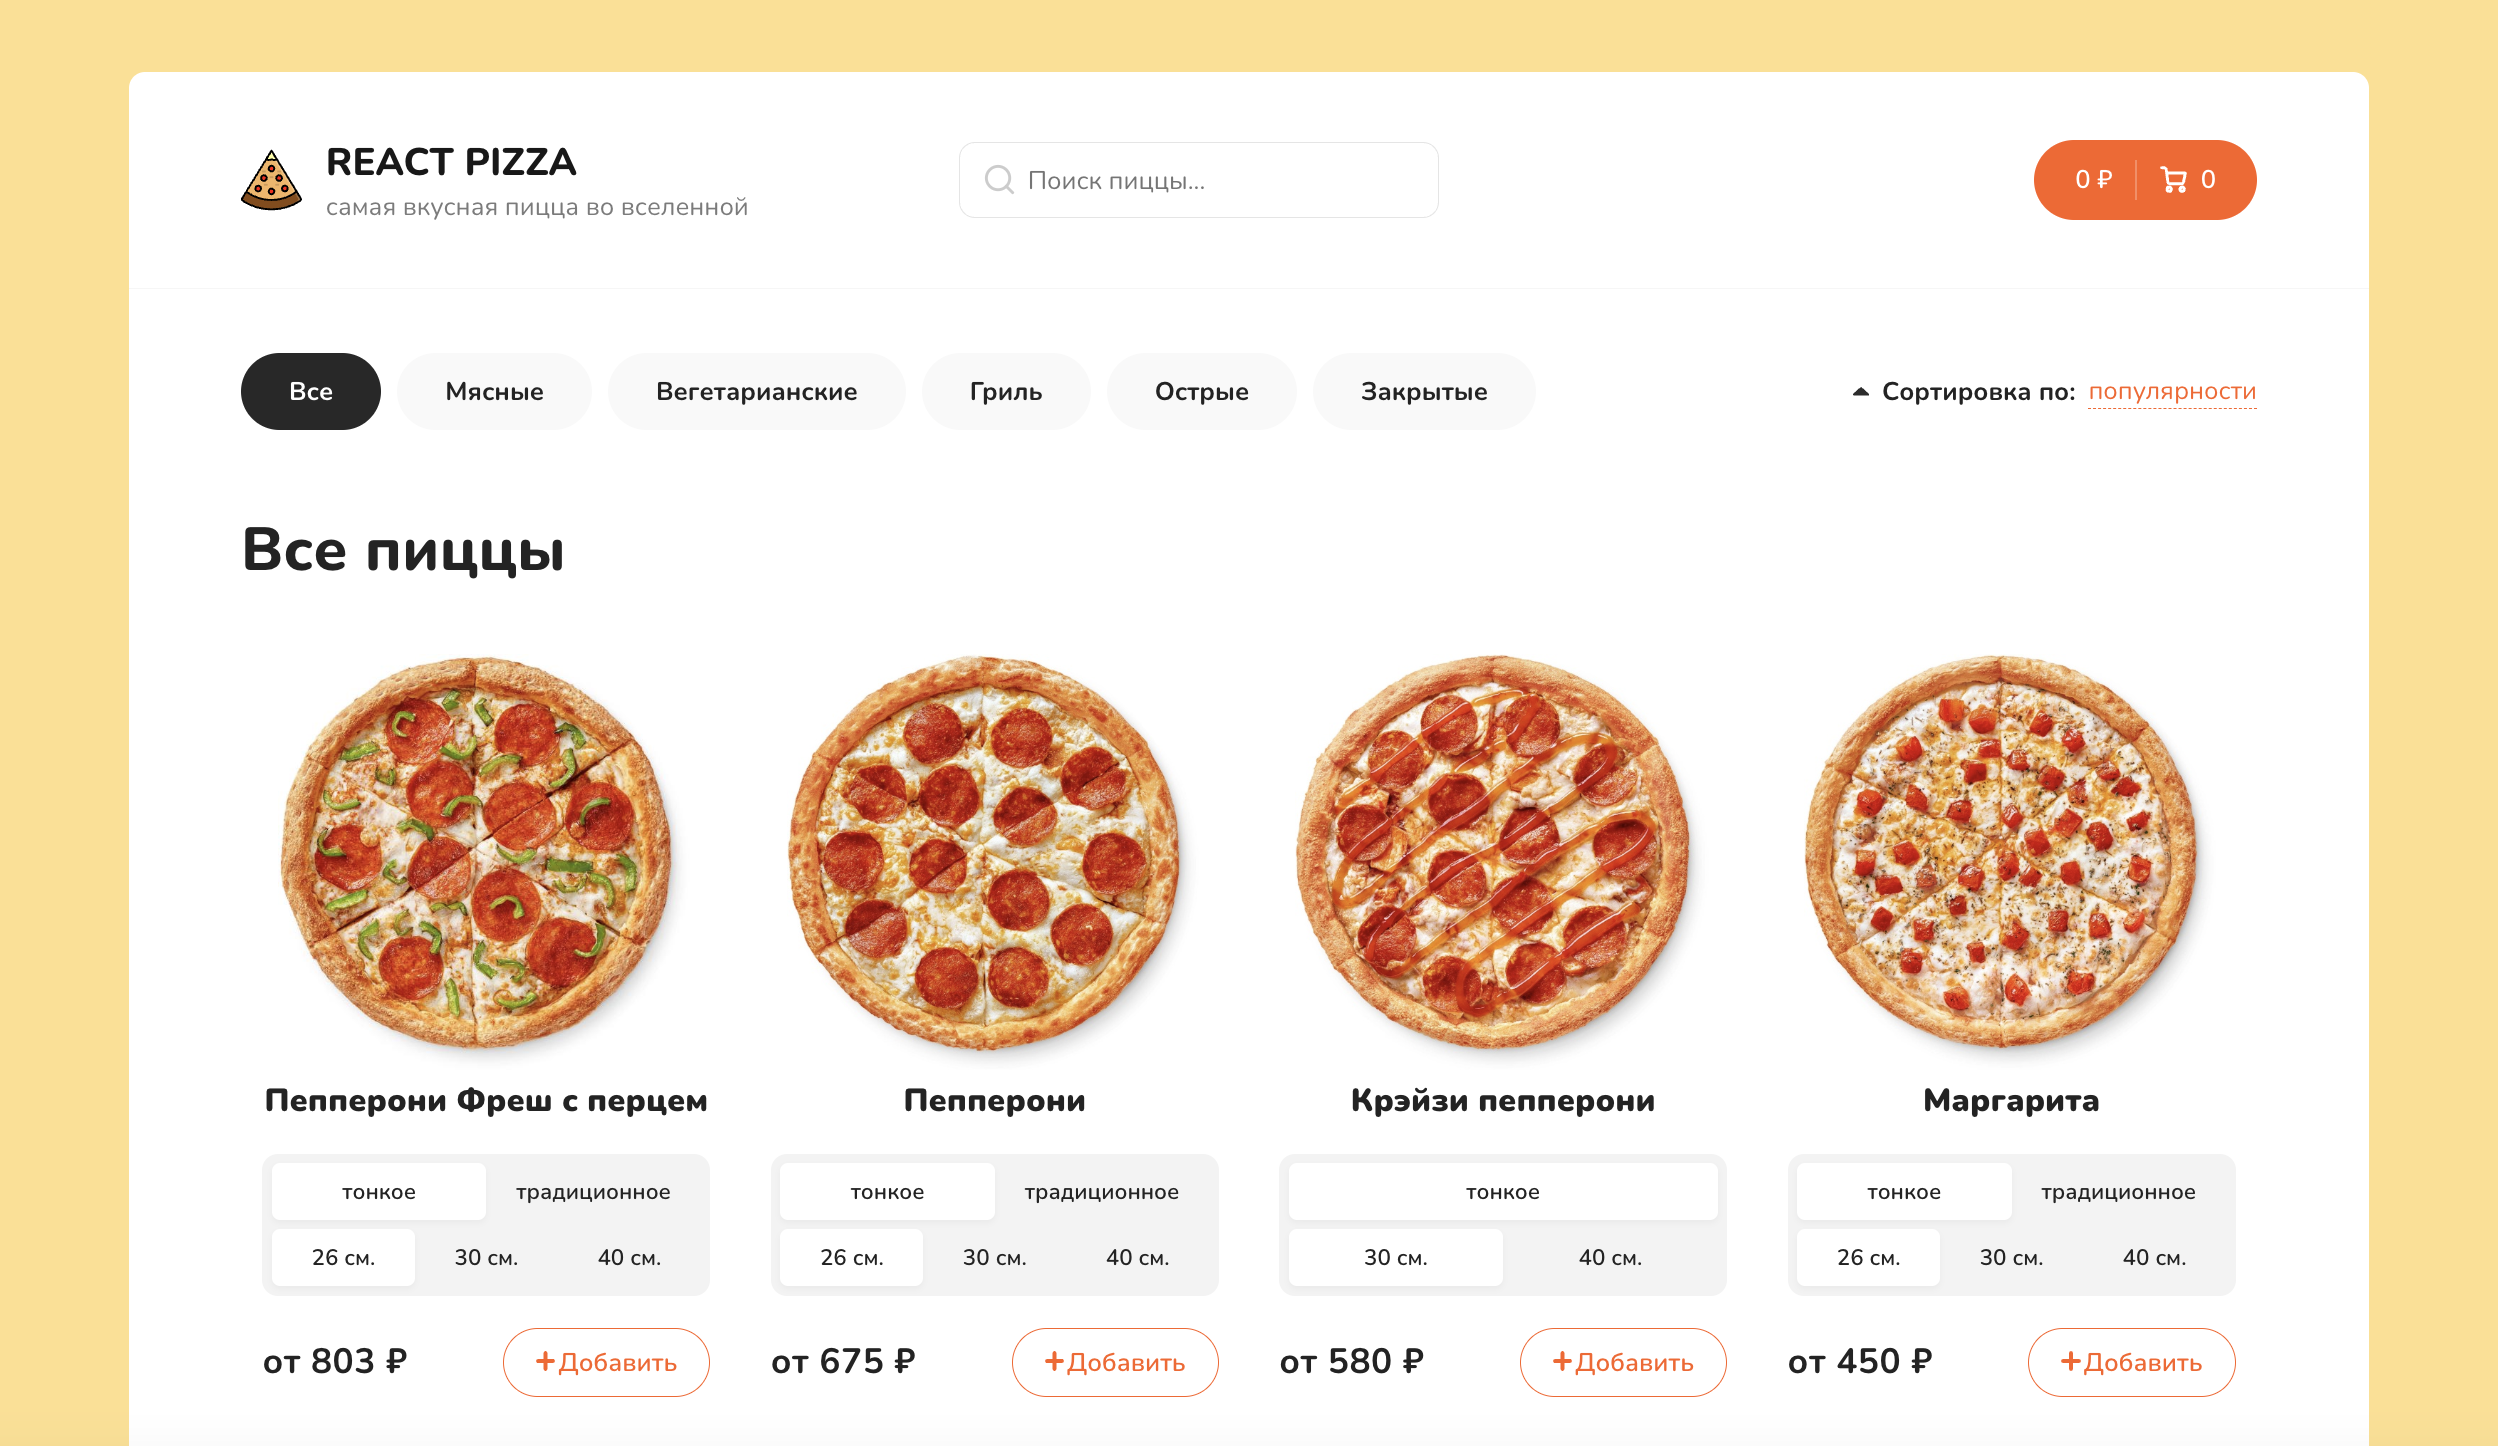 REACT PIZZA
самая вкусная пицца во вселенной
Поиск пиццы...
0 ₽ 0
Все Мясные Вегетарианские Гриль Острые Закрытые Сортировка по: популярности
Все пиццы
Пепперони Фреш с перцем Пепперони Крэйзи пепперони Маргарита
тонкое традиционное тонкое традиционное тонкое тонкое традиционное
26 см. 30 см. 40 см. 26 см. 30 см. 40 см. 30 см. 40 см. 26 см. 30 см. 40 см.
от 803 ₽ +Добавить от 675 ₽ +Добавить от 580 ₽ +Добавить от 450 ₽ +Добавить